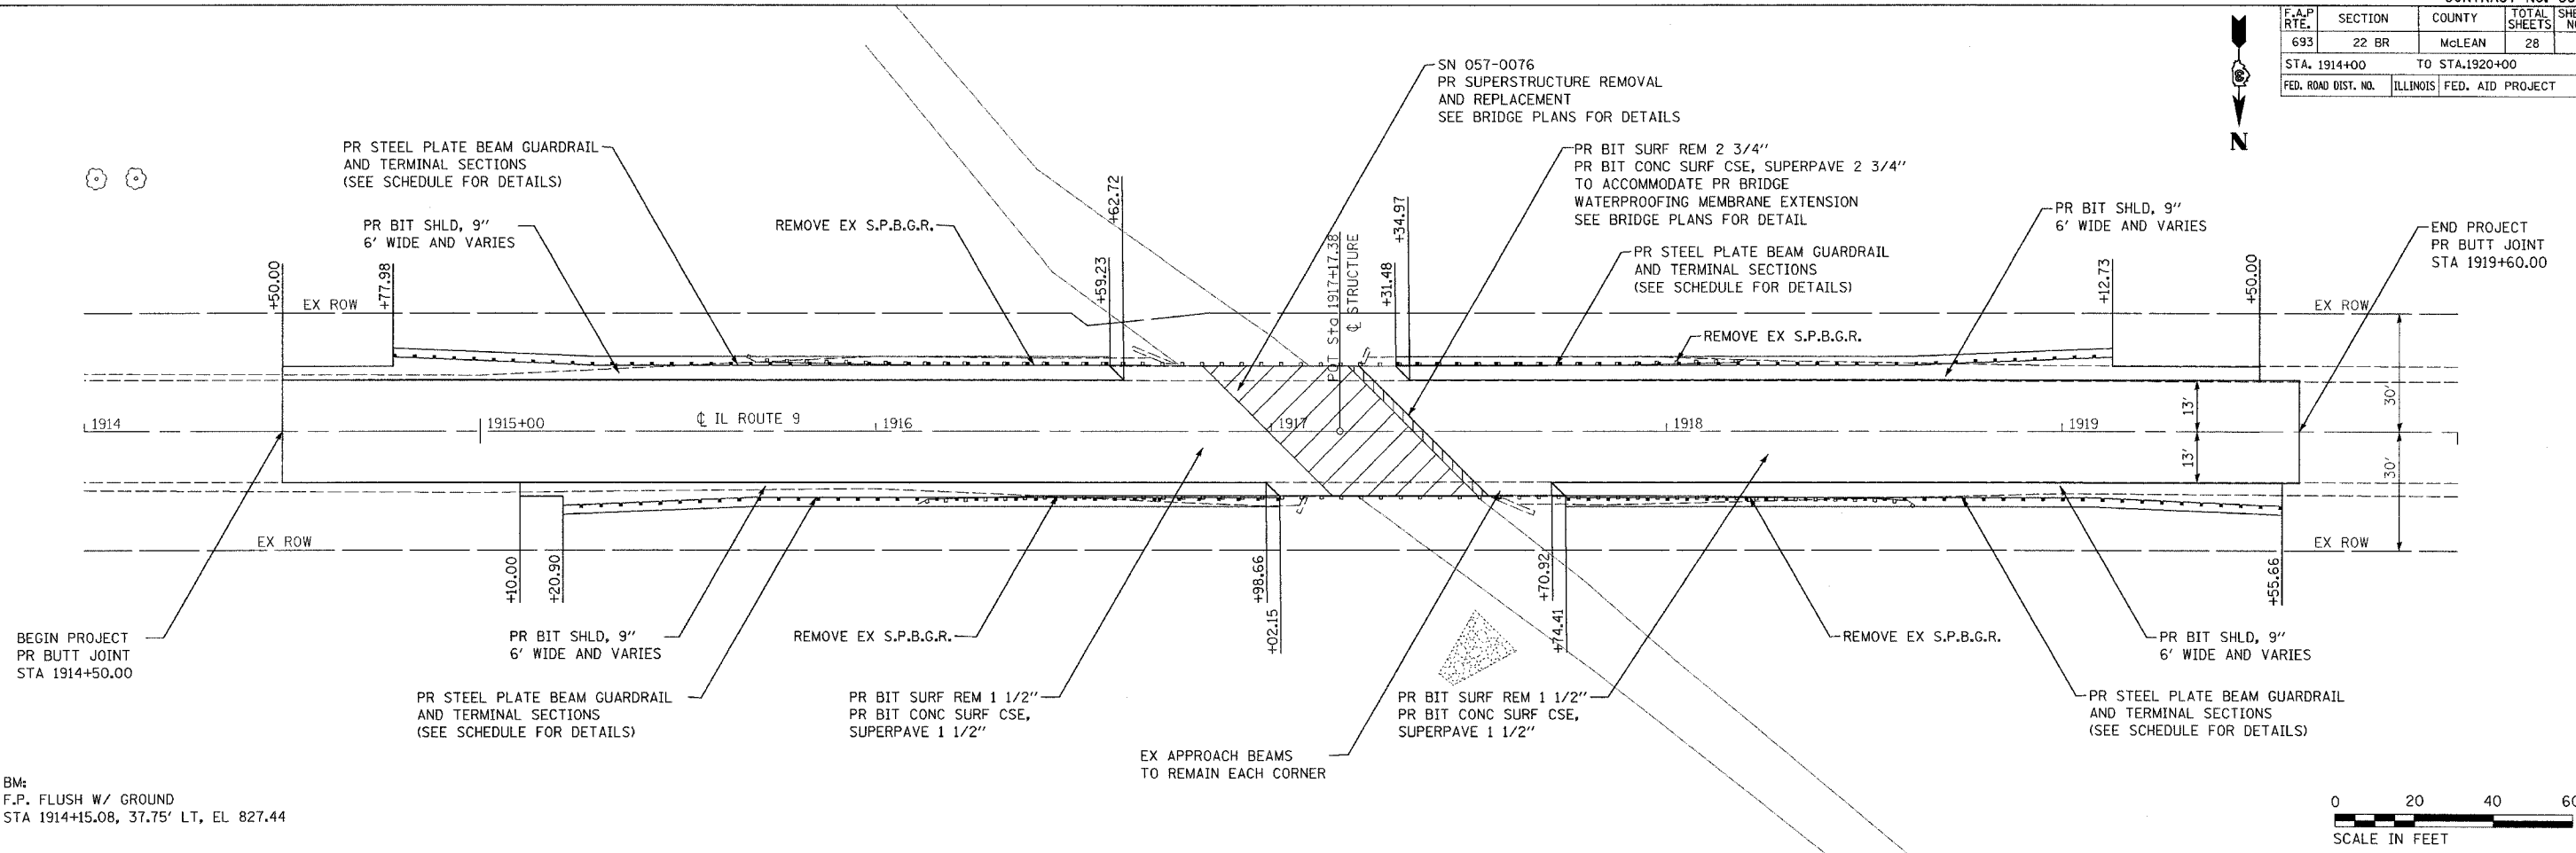 F.A.P RTE.
SECTION
COUNTY
TOTAL SHEETS
693
22 BR
McLEAN
28
STA. 1914+00 TO STA.1920+00
FED. ROAD DIST. NO.
ILLINOIS
FED. AID PROJECT
N
SN 057-0076
PR SUPERSTRUCTURE REMOVAL
AND REPLACEMENT
SEE BRIDGE PLANS FOR DETAILS
PR STEEL PLATE BEAM GUARDRAIL
AND TERMINAL SECTIONS
(SEE SCHEDULE FOR DETAILS)
PR BIT SURF REM 2 3/4"
PR BIT CONC SURF CSE, SUPERPAVE 2 3/4"
TO ACCOMMODATE PR BRIDGE
WATERPROOFING MEMBRANE EXTENSION
SEE BRIDGE PLANS FOR DETAIL
PR BIT SHLD, 9"
6' WIDE AND VARIES
REMOVE EX S.P.B.G.R.
PR STEEL PLATE BEAM GUARDRAIL
AND TERMINAL SECTIONS
(SEE SCHEDULE FOR DETAILS)
PR BIT SHLD, 9"
6' WIDE AND VARIES
END PROJECT
PR BUTT JOINT
STA 1919+60.00
+50.00
+77.98
+59.23
+62.72
POT Sta 1917+17.38
℄ STRUCTURE
+31.48
+34.97
+12.73
+50.00
EX ROW
EX ROW
REMOVE EX S.P.B.G.R.
1914
1915+00
℄ IL ROUTE 9
1916
1917
1918
1919
13'
13'
30'
30'
EX ROW
EX ROW
+10.00
+20.90
+98.66
+02.15
+70.92
+74.41
+55.66
BEGIN PROJECT
PR BUTT JOINT
STA 1914+50.00
PR BIT SHLD, 9"
6' WIDE AND VARIES
REMOVE EX S.P.B.G.R.
REMOVE EX S.P.B.G.R.
PR BIT SHLD, 9"
6' WIDE AND VARIES
PR STEEL PLATE BEAM GUARDRAIL
AND TERMINAL SECTIONS
(SEE SCHEDULE FOR DETAILS)
PR BIT SURF REM 1 1/2"
PR BIT CONC SURF CSE,
SUPERPAVE 1 1/2"
PR BIT SURF REM 1 1/2"
PR BIT CONC SURF CSE,
SUPERPAVE 1 1/2"
PR STEEL PLATE BEAM GUARDRAIL
AND TERMINAL SECTIONS
(SEE SCHEDULE FOR DETAILS)
EX APPROACH BEAMS
TO REMAIN EACH CORNER
BM:
F.P. FLUSH W/ GROUND
STA 1914+15.08, 37.75' LT, EL 827.44
0 20 40
SCALE IN FEET